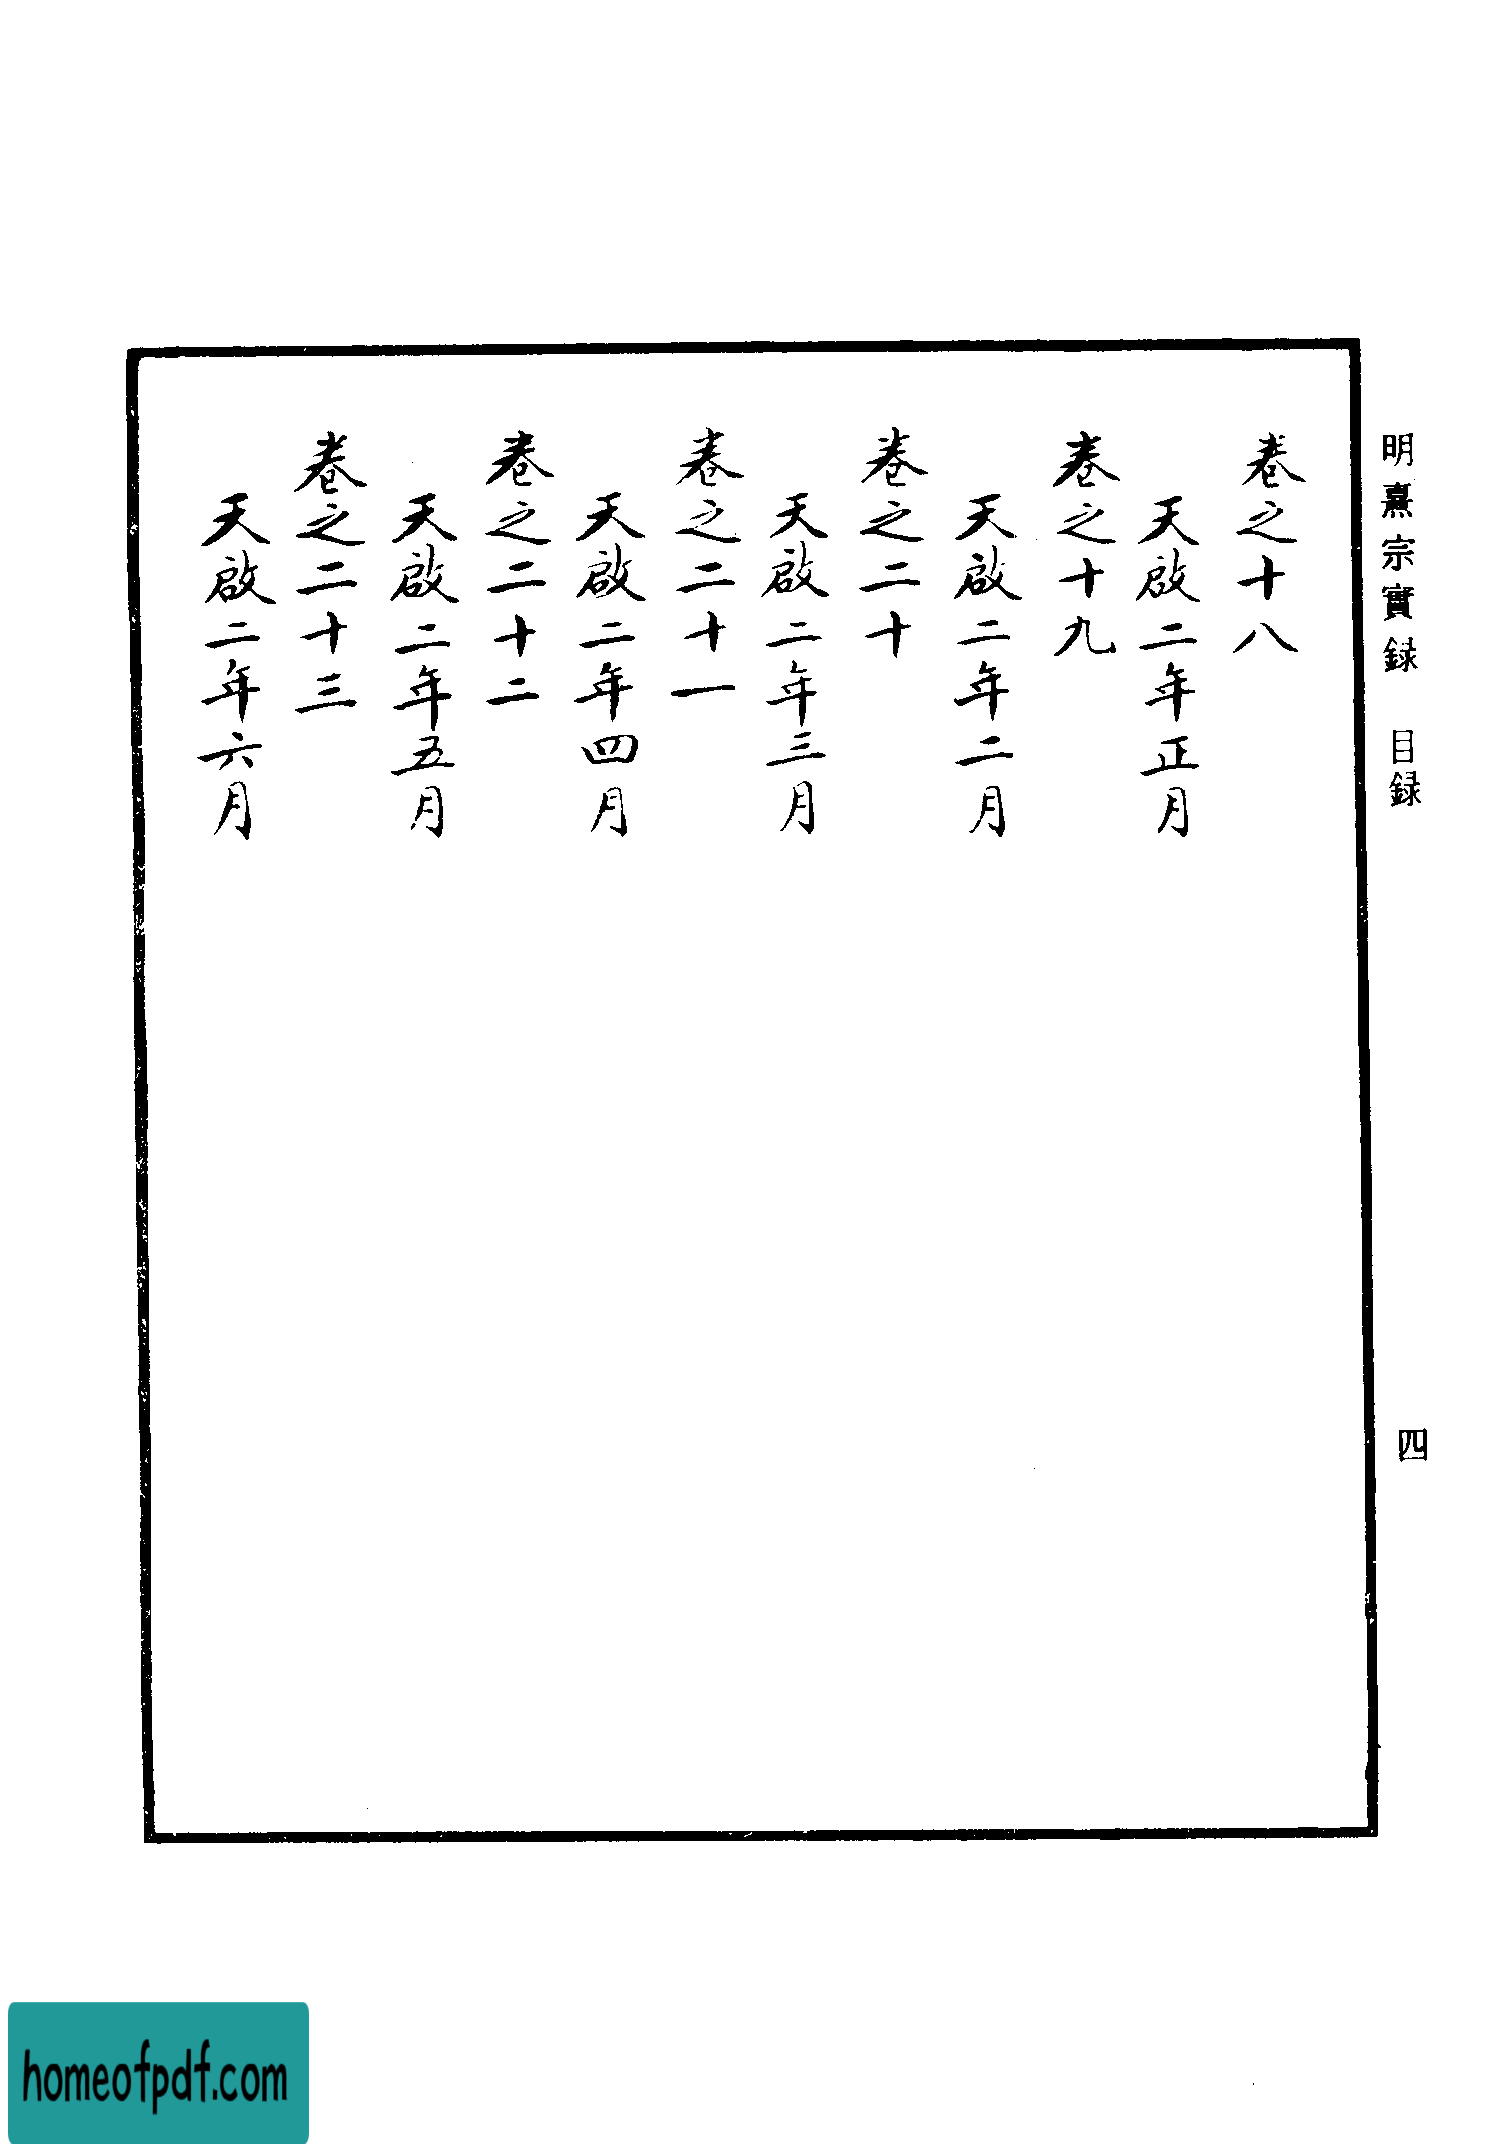 明熹宗實録　目録　四
卷之十八
天啟二年正月
卷之十九
天啟二年二月
卷之二十
天啟二年三月
卷之二十一
天啟二年四月
卷之二十二
天啟二年五月
卷之二十三
天啟二年六月
homeofpdf.com